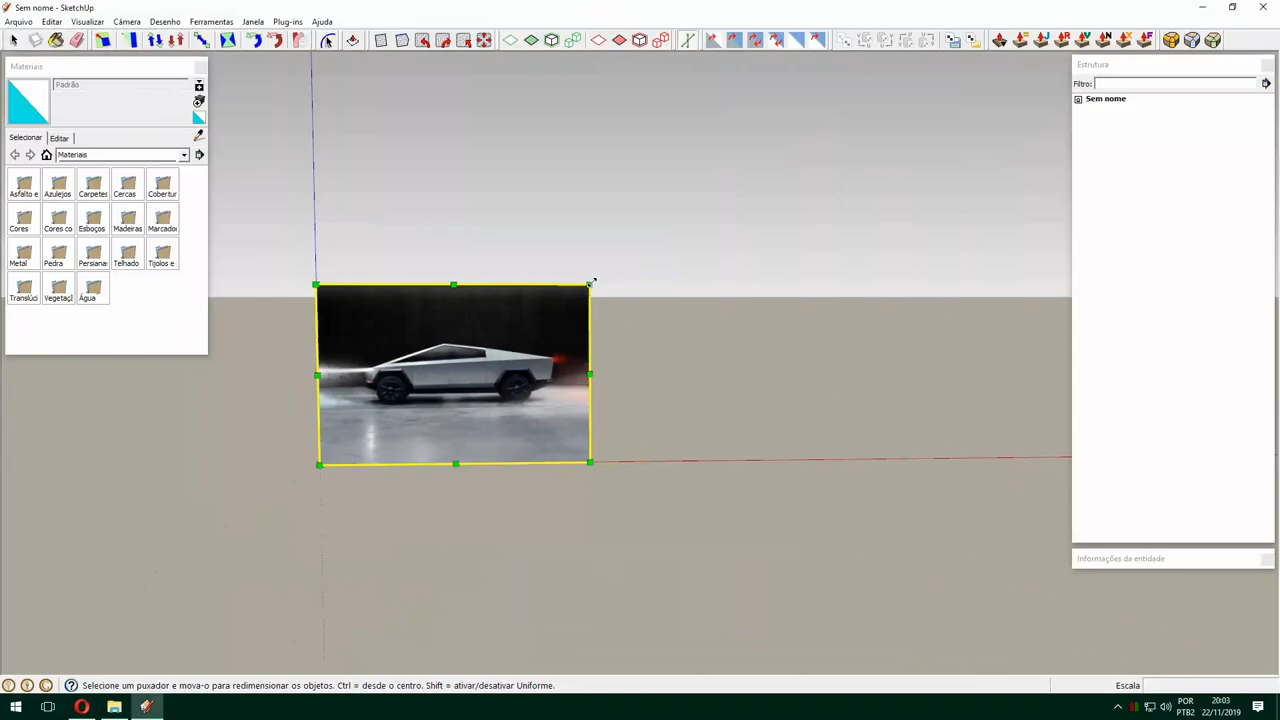 Sem nome - SketchUp
Arquivo Editar Visualizar Câmera Desenho Ferramentas Janela Plug-ins Ajuda
Materiais
Padrão
Selecionar Editar
Materiais
Asfalto e Azulejos Carpetes Cercas Cobertur
Cores Cores co Esboços Madeiras Marcador
Metal Pedra Persiana: Telhado Tijolos e
Translúci Vegetaçã Água
Estrutura
Filtro:
Sem nome
Informações da entidade
Selecione um puxador e mova-o para redimensionar os objetos. Ctrl = desde o centro. Shift = ativar/desativar Uniforme.
Escala
POR
PTB2
20:03
22/11/2019